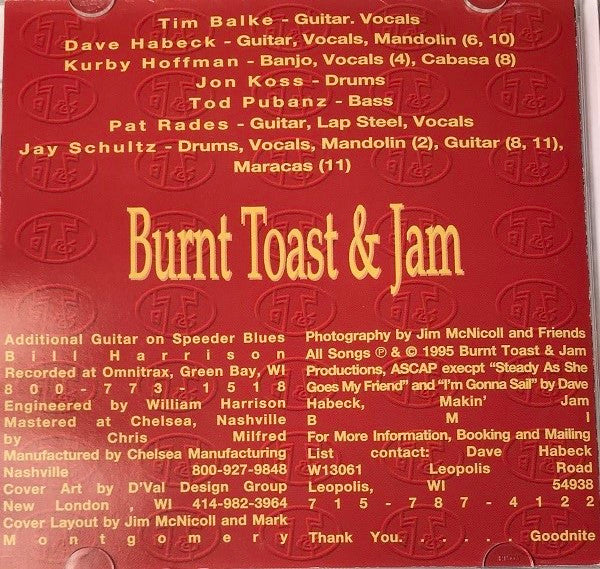 Tim Balke - Guitar. Vocals
Dave Habeck - Guitar, Vocals, Mandolin (6, 10)
Kurby Hoffman - Banjo, Vocals (4), Cabasa (8)
Jon Koss - Drums
Tod Pubanz - Bass
Pat Rades - Guitar, Lap Steel, Vocals
Jay Schultz - Drums, Vocals, Mandolin (2), Guitar (8, 11),
Maracas (11)
Burnt Toast & Jam
Additional Guitar on Speeder Blues
Bill Harrison
Recorded at Omnitrax, Green Bay, WI
800-773-1518
Engineered by William Harrison
Mastered at Chelsea, Nashville
by Chris Milfred
Manufactured by Chelsea Manufacturing
Nashville 800-927-9848
Cover Art by D'Val Design Group
New London , WI 414-982-3964
Cover Layout by Jim McNicoll and Mark
Montgomery
Photography by Jim McNicoll and Friends
All Songs ℗ & © 1995 Burnt Toast & Jam
Productions, ASCAP execpt "Steady As She
Goes My Friend" and "I'm Gonna Sail" by Dave
Habeck, Makin' Jam
B M I
For More Information, Booking and Mailing
List contact: Dave Habeck
W13061 Leopolis Road
Leopolis, WI 54938
715-787-4122
Thank You. . . . . Goodnite